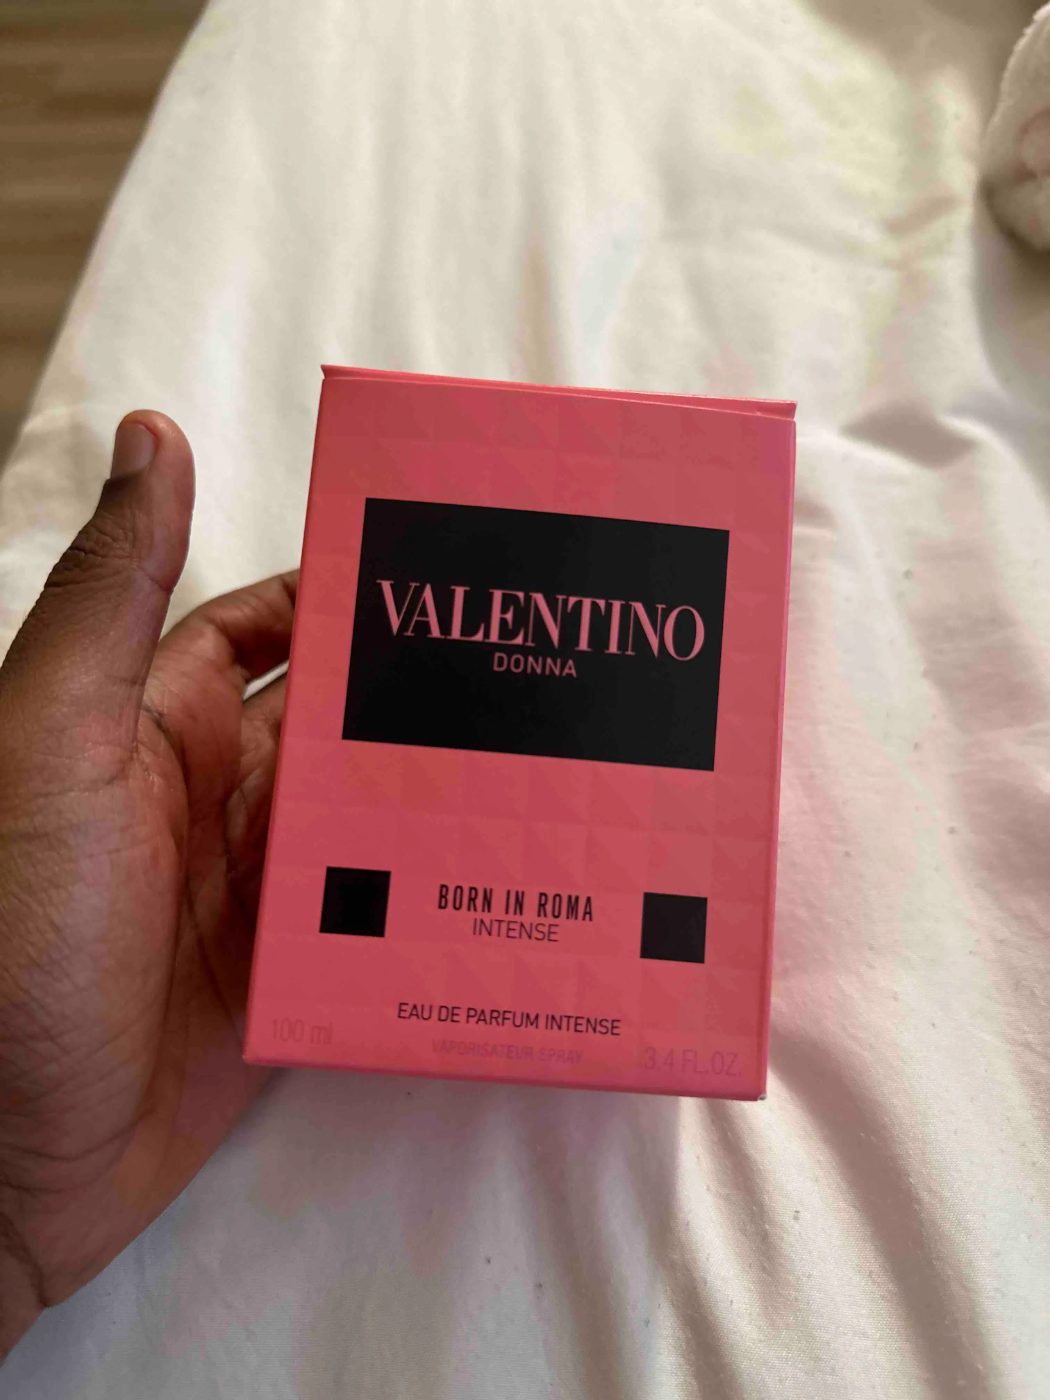 VALENTINO
DONNA
BORN IN ROMA
INTENSE
EAU DE PARFUM INTENSE
100 ml
VAPORISATEUR SPRAY
3.4 FL.OZ.